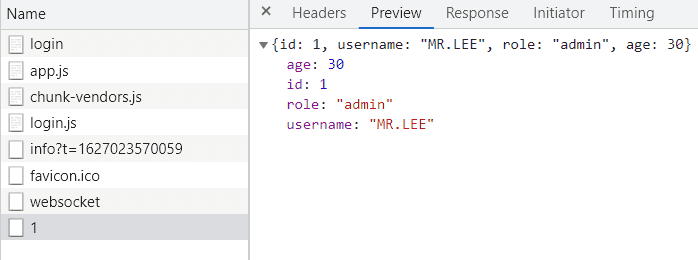 Name
login
app.js
chunk-vendors.js
login.js
info?t=1627023570059
favicon.ico
websocket
1
× Headers Preview Response Initiator Timing
▼{id: 1, username: "MR.LEE", role: "admin", age: 30}
age: 30
id: 1
role: "admin"
username: "MR.LEE"